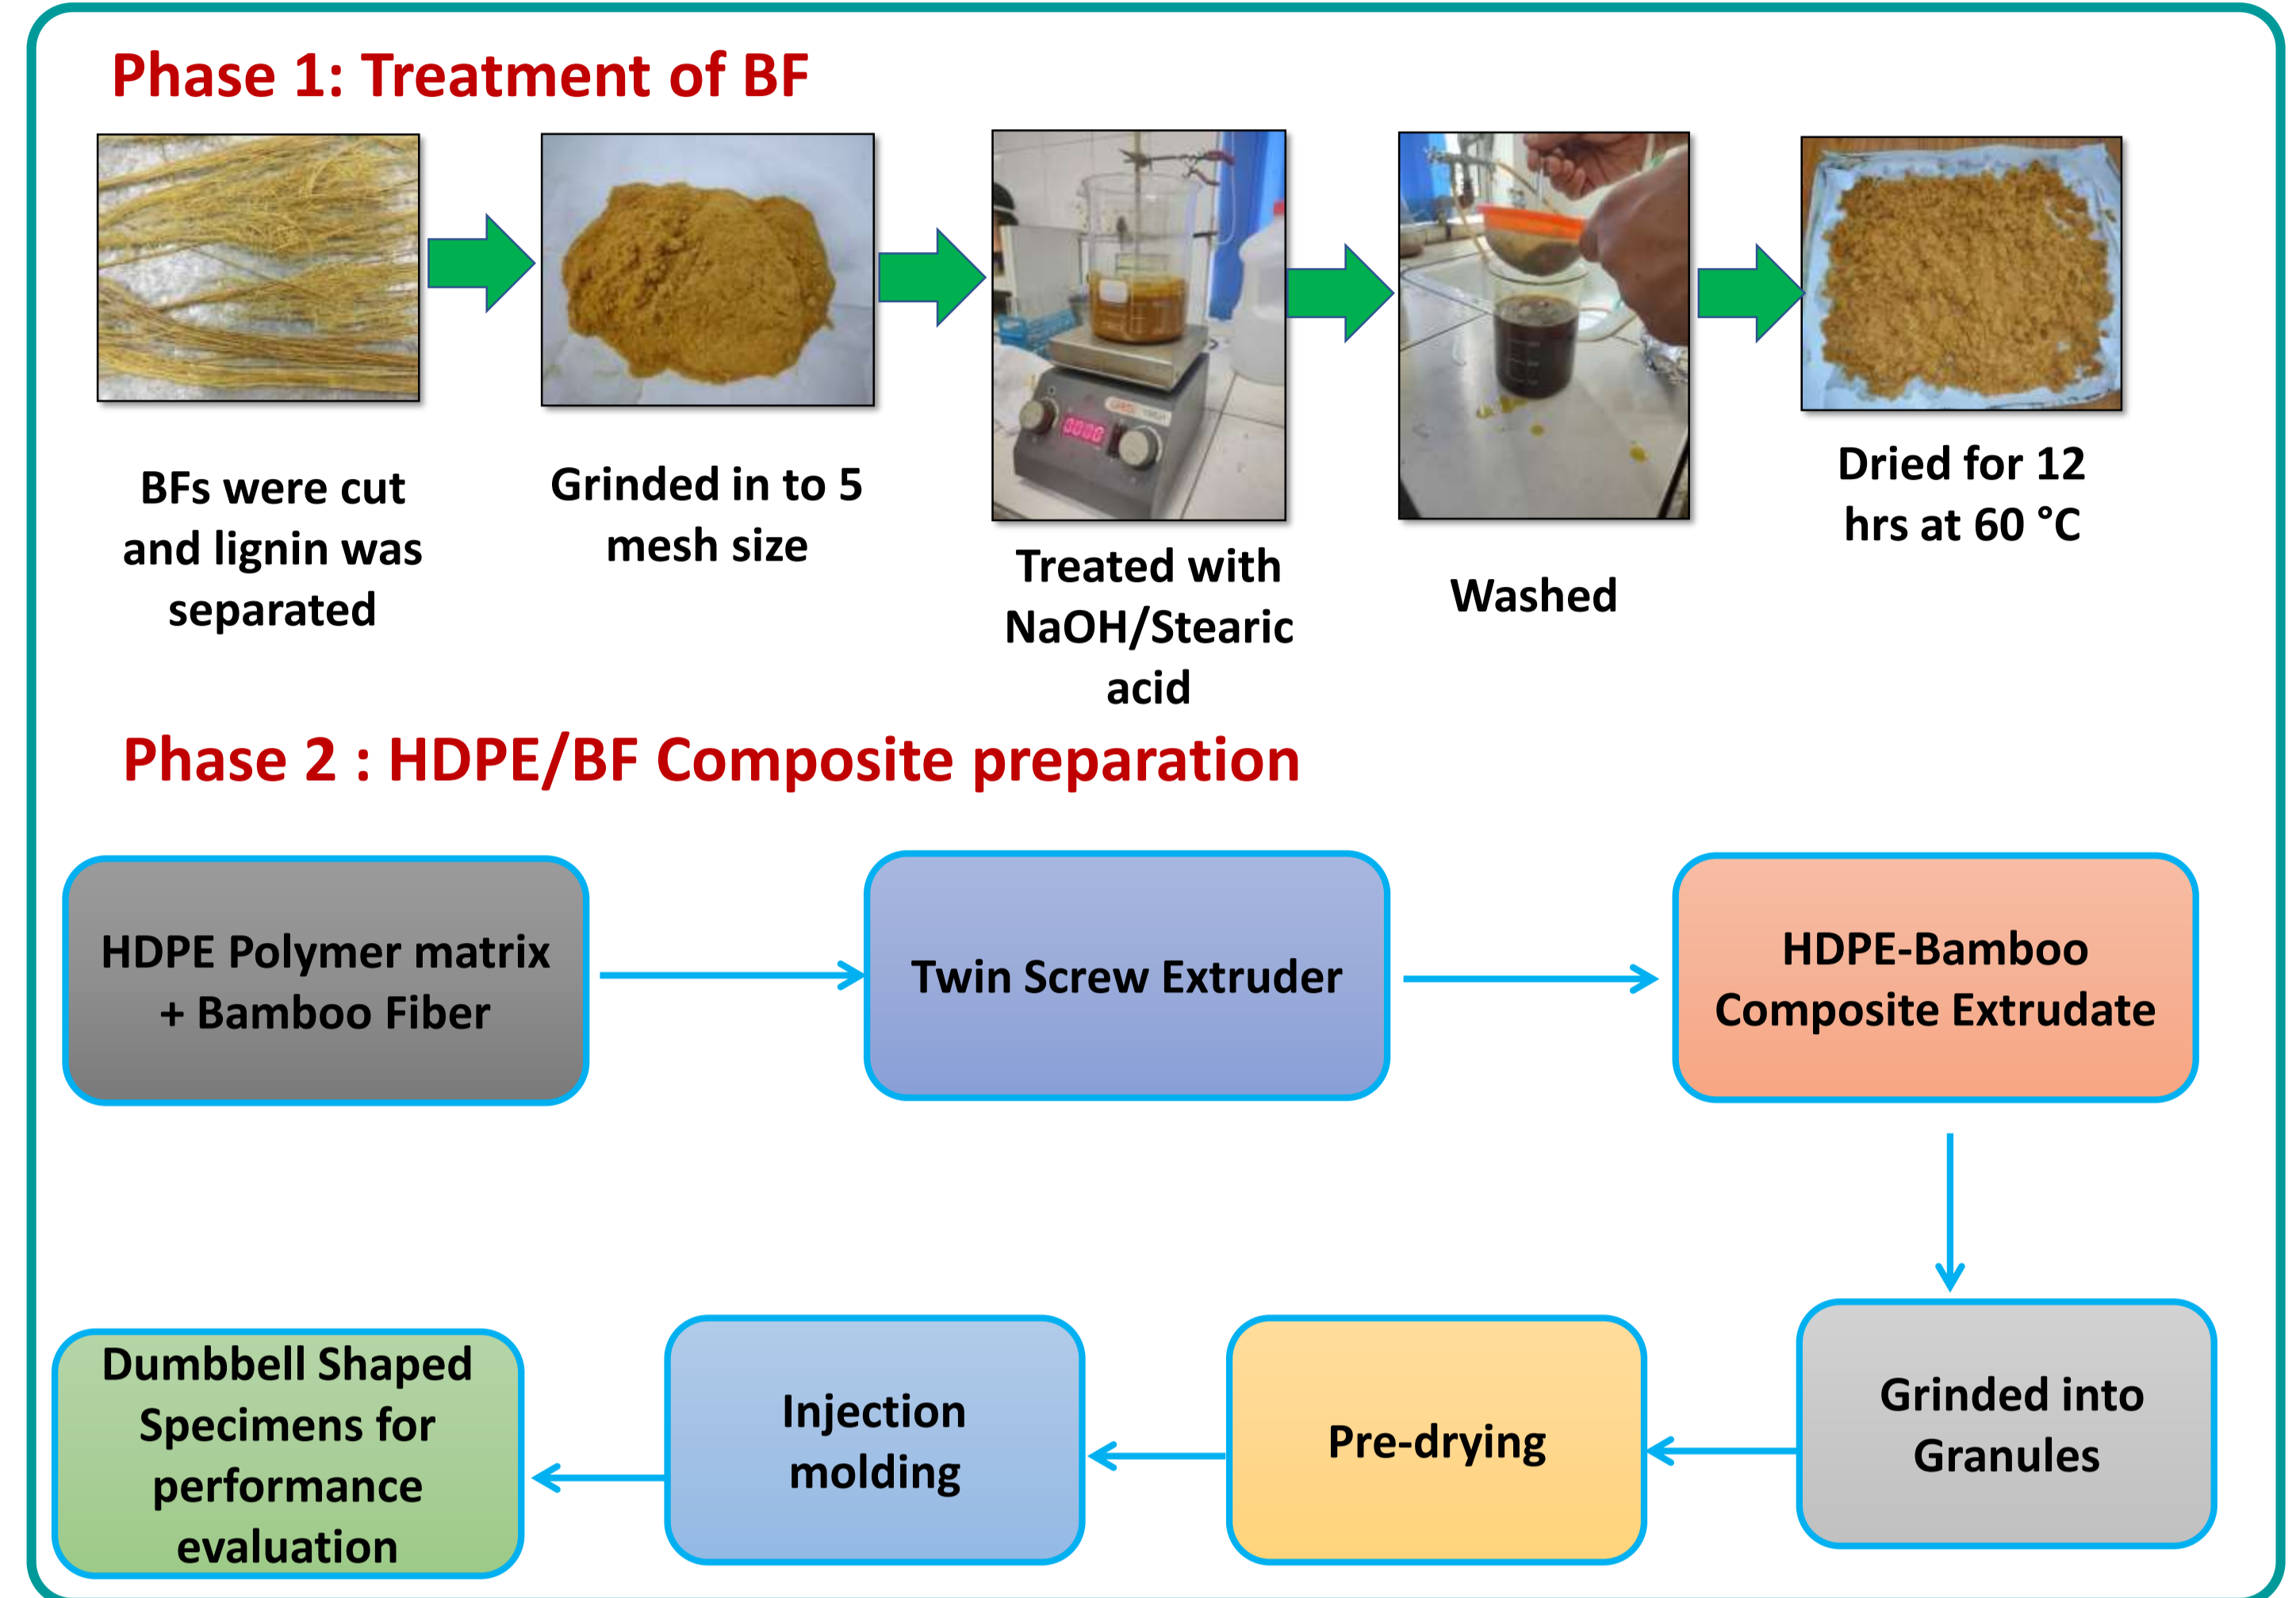 Phase 1: Treatment of BF
BFs were cut
and lignin was
separated
Grinded in to 5
mesh size
Treated with
NaOH/Stearic
acid
Washed
Dried for 12
hrs at 60 °C
Phase 2 : HDPE/BF Composite preparation
HDPE Polymer matrix
+ Bamboo Fiber
Twin Screw Extruder
HDPE-Bamboo
Composite Extrudate
Grinded into
Granules
Pre-drying
Injection
molding
Dumbbell Shaped
Specimens for
performance
evaluation